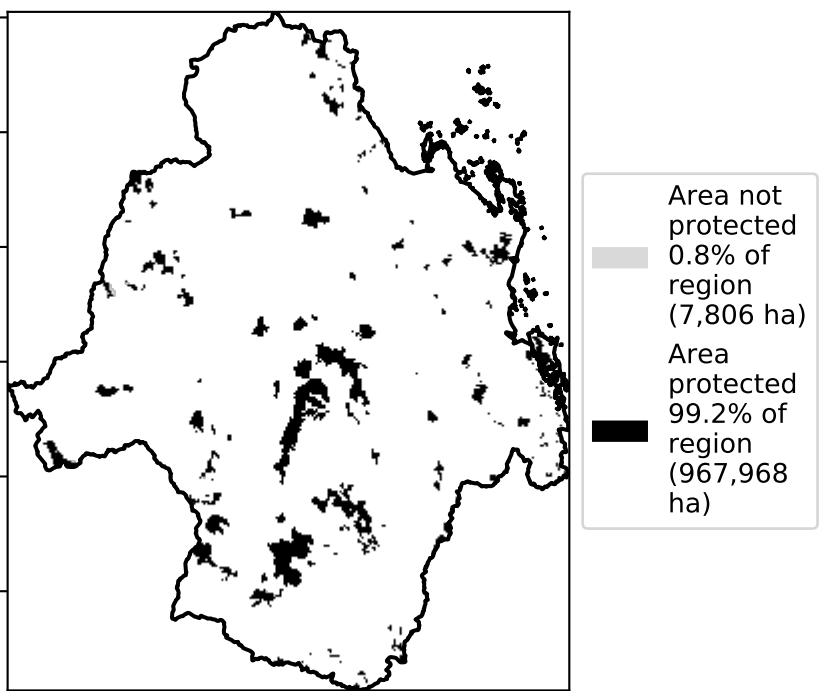 Area not
protected
0.8% of
region
(7,806 ha)
Area
protected
99.2% of
region
(967,968
ha)